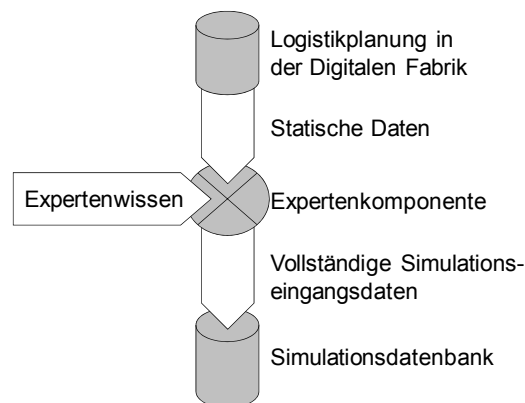 Logistikplanung in
der Digitalen Fabrik
Statische Daten
Expertenwissen
Expertenkomponente
Vollständige Simulations-
eingangsdaten
Simulationsdatenbank